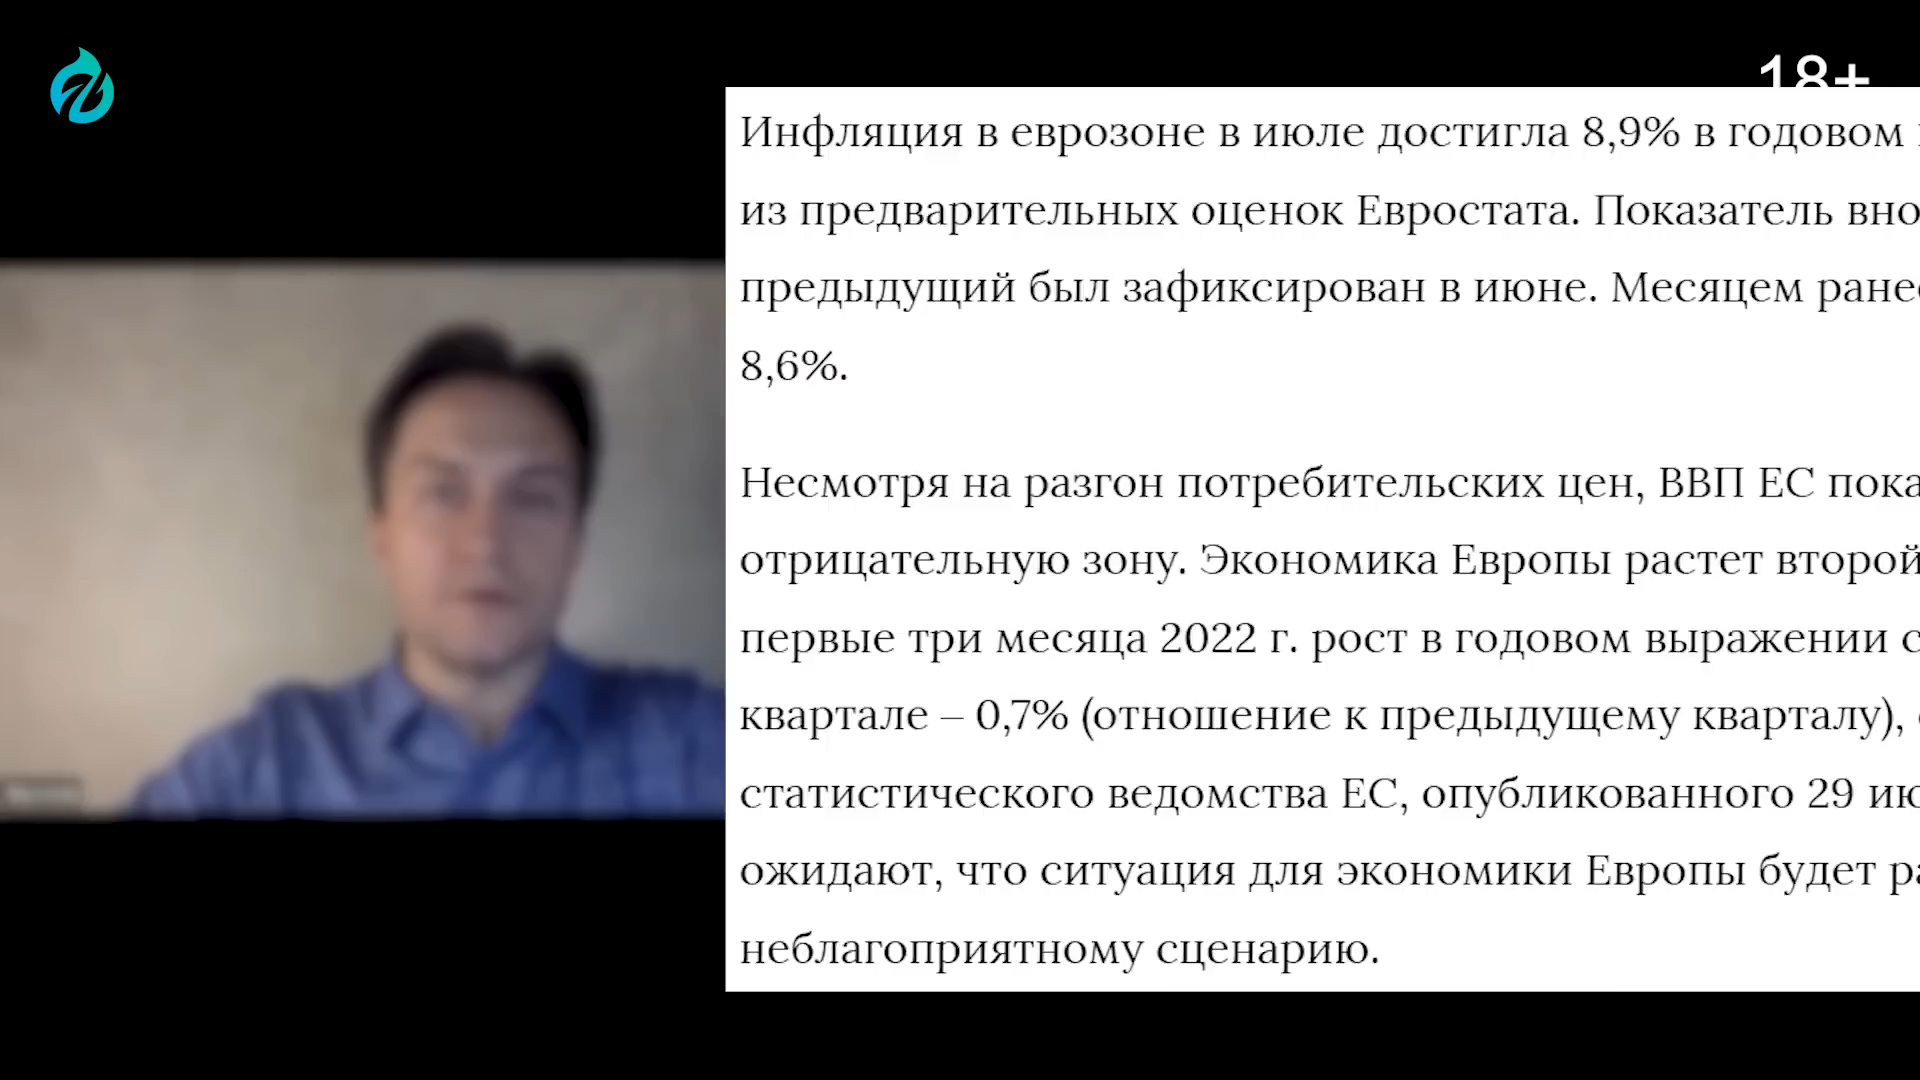 18+
Инфляция в еврозоне в июле достигла 8,9% в годовом
из предварительных оценок Евростата. Показатель вно
предыдущий был зафиксирован в июне. Месяцем ране
8,6%.
Несмотря на разгон потребительских цен, ВВП ЕС пока
отрицательную зону. Экономика Европы растет второй
первые три месяца 2022 г. рост в годовом выражении с
квартале – 0,7% (отношение к предыдущему кварталу),
статистического ведомства ЕС, опубликованного 29 ию
ожидают, что ситуация для экономики Европы будет ра
неблагоприятному сценарию.